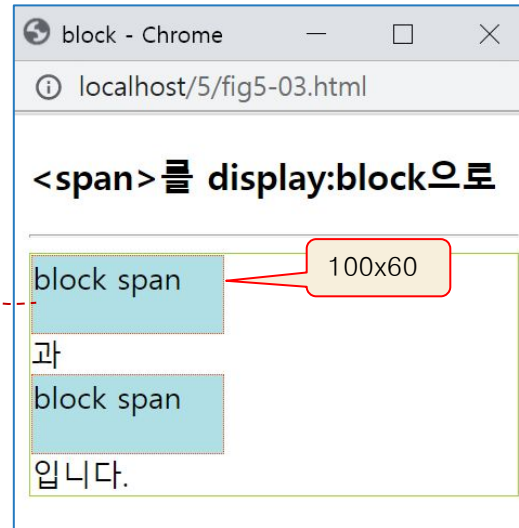 block - Chrome
localhost/5/fig5-03.html
<span>를 display:block으로
block span
100x60
과
block span
입니다.